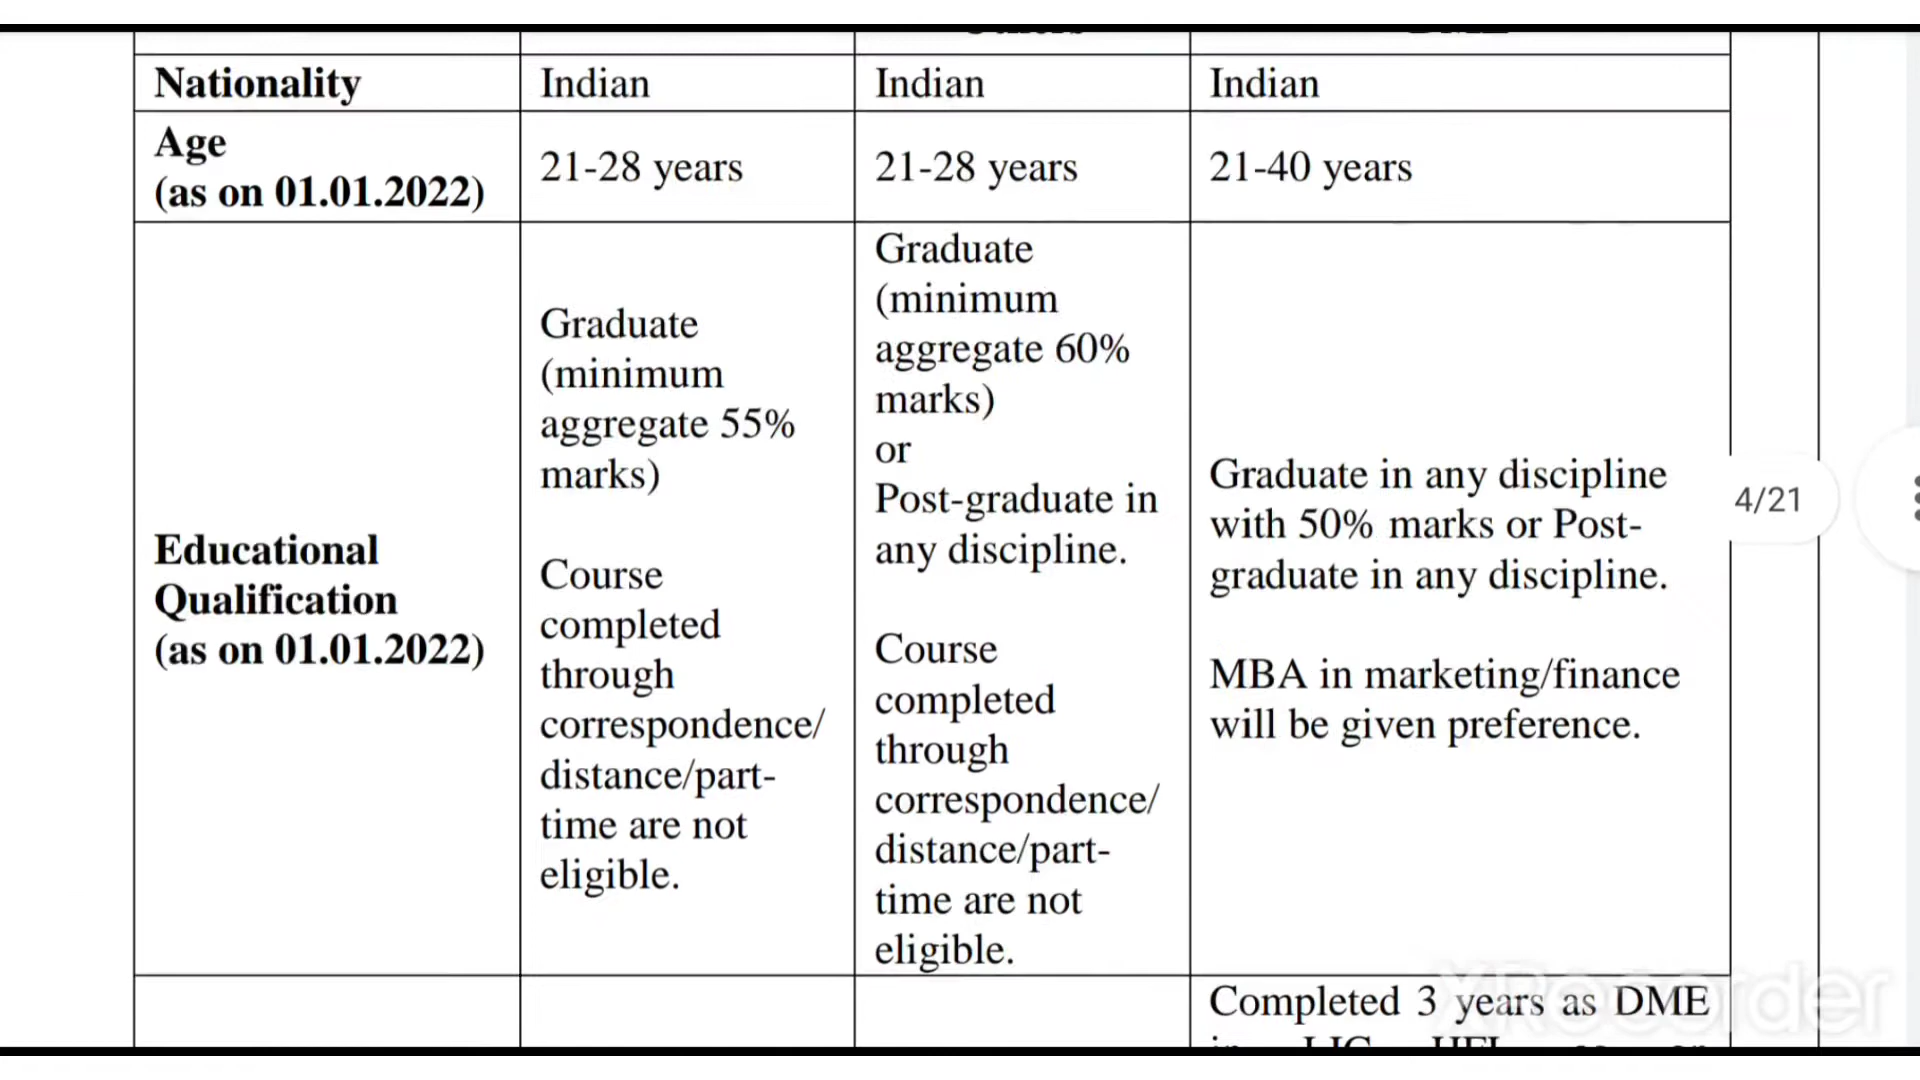 Nationality
Indian
Indian
Indian
Age
(as on 01.01.2022)
21-28 years
21-28 years
21-40 years
Educational
Qualification
(as on 01.01.2022)
Graduate
(minimum
aggregate 55%
marks)
Course
completed
through
correspondence/
distance/part-
time are not
eligible.
Graduate
(minimum
aggregate 60%
marks)
or
Post-graduate in
any discipline.
Course
completed
through
correspondence/
distance/part-
time are not
eligible.
Graduate in any discipline
with 50% marks or Post-
graduate in any discipline.
MBA in marketing/finance
will be given preference.
Completed 3 years as DME
4/21
XRecorder